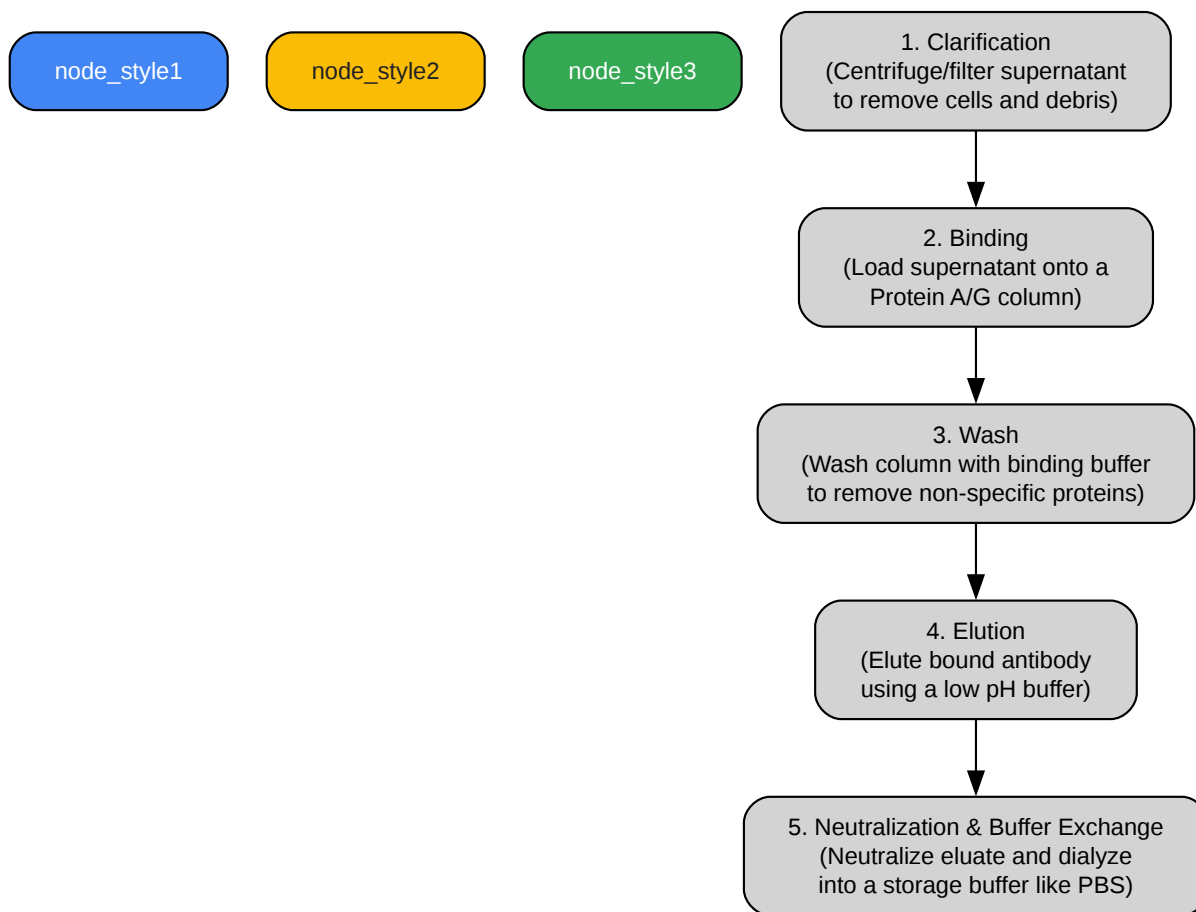 node_style1
node_style2
node_style3
1. Clarification
(Centrifuge/filter supernatant
to remove cells and debris)
2. Binding
(Load supernatant onto a
Protein A/G column)
3. Wash
(Wash column with binding buffer
to remove non-specific proteins)
4. Elution
(Elute bound antibody
using a low pH buffer)
5. Neutralization & Buffer Exchange
(Neutralize eluate and dialyze
into a storage buffer like PBS)